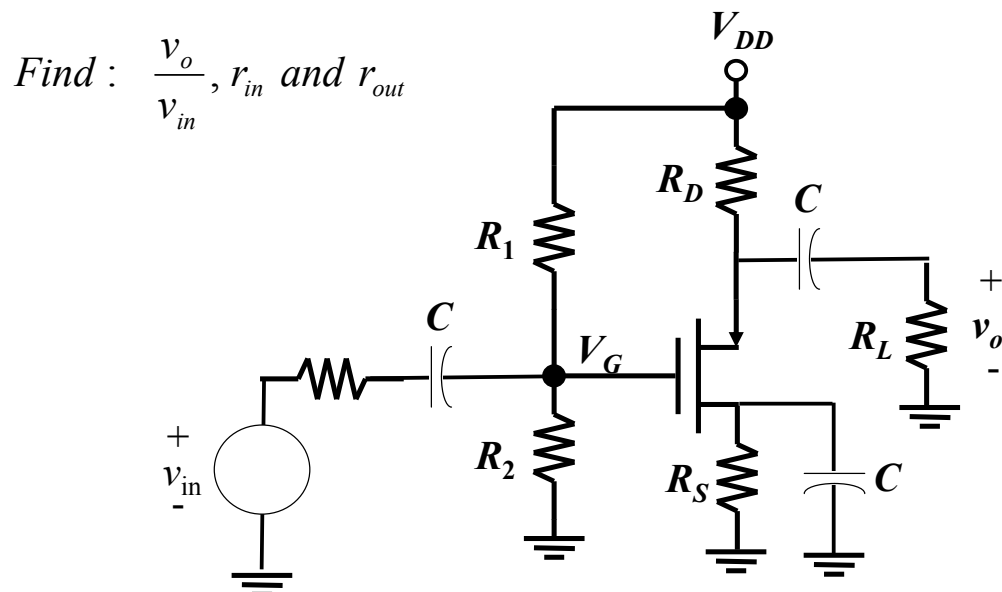 Find : v_o / v_in , r_in and r_out
V_DD
R_D
C
R_1
+
C
V_G
R_L
v_o
-
+
v_in
-
R_2
R_S
C